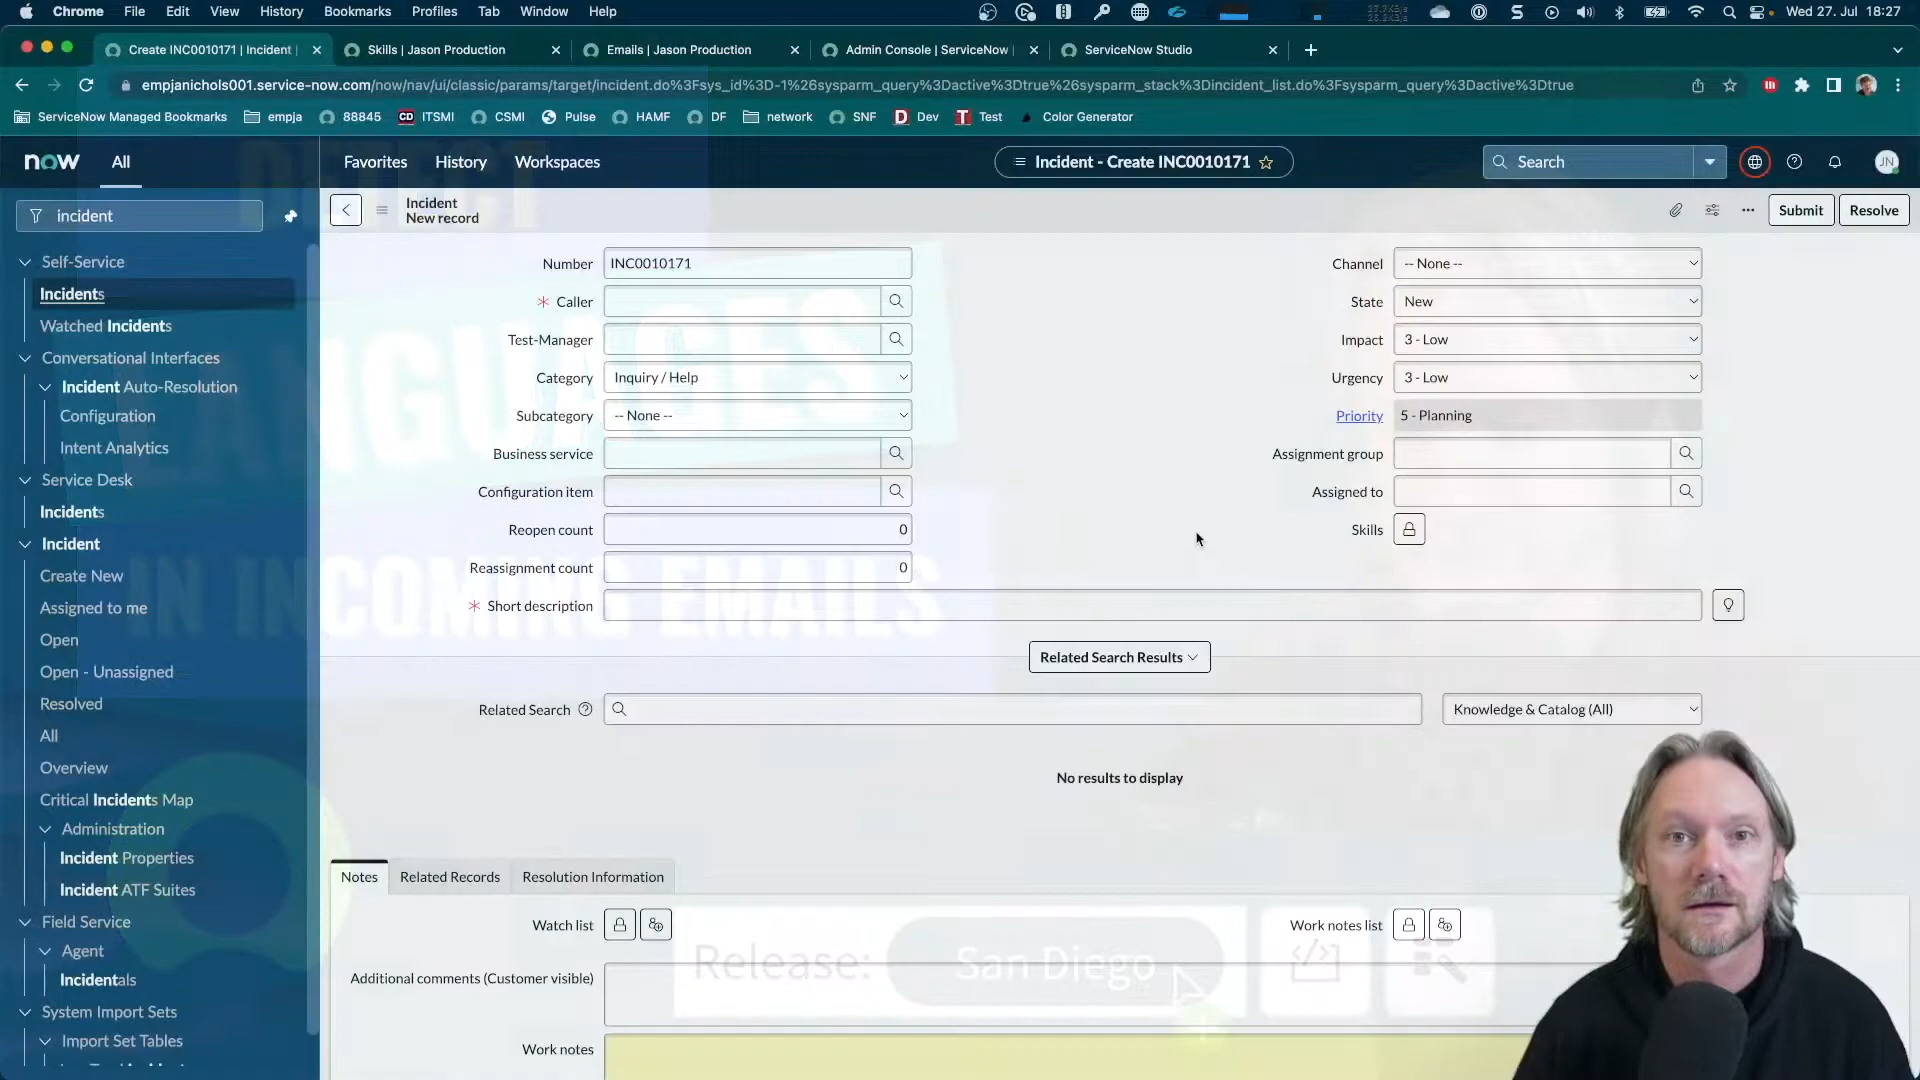 Chrome File Edit View History Bookmarks Profiles Tab Window Help Wed 27. Jul 18:27
Create INC0010171 | Incident | Skills | Jason Production Emails | Jason Production Admin Console | ServiceNow ServiceNow Studio
empjanichols001.service-now.com/now/nav/ui/classic/params/target/incident.do%3Fsys_id%3D-1%26sysparm_query%3Dactive%3Dtrue%26sysparm_stack%3Dincident_list.do%3Fsysparm_query%3Dactive%3Dtrue
ServiceNow Managed Bookmarks empja 88845 CD ITSMI CSMI Pulse HAMF DF network SNF D Dev T Test Color Generator
now All Favorites History Workspaces Incident - Create INC0010171 Search JN
incident
Self-Service
Incidents
Watched Incidents
Conversational Interfaces
Incident Auto-Resolution
Configuration
Intent Analytics
Service Desk
Incidents
Incident
Create New
Assigned to me
Open
Open - Unassigned
Resolved
All
Overview
Critical Incidents Map
Administration
Incident Properties
Incident ATF Suites
Field Service
Agent
Incidentals
System Import Sets
Import Set Tables
Incident
New record
Submit Resolve
Number INC0010171
Caller
Test-Manager
Category Inquiry / Help
Subcategory -- None --
Business service
Configuration item
Reopen count 0
Reassignment count 0
Short description
Channel -- None --
State New
Impact 3 - Low
Urgency 3 - Low
Priority 5 - Planning
Assignment group
Assigned to
Skills
Related Search Results
Related Search Knowledge & Catalog (All)
No results to display
Notes Related Records Resolution Information
Watch list Work notes list
Additional comments (Customer visible)
Work notes
DETECT
LANGUAGES
IN INCOMING EMAILS
Release: San Diego